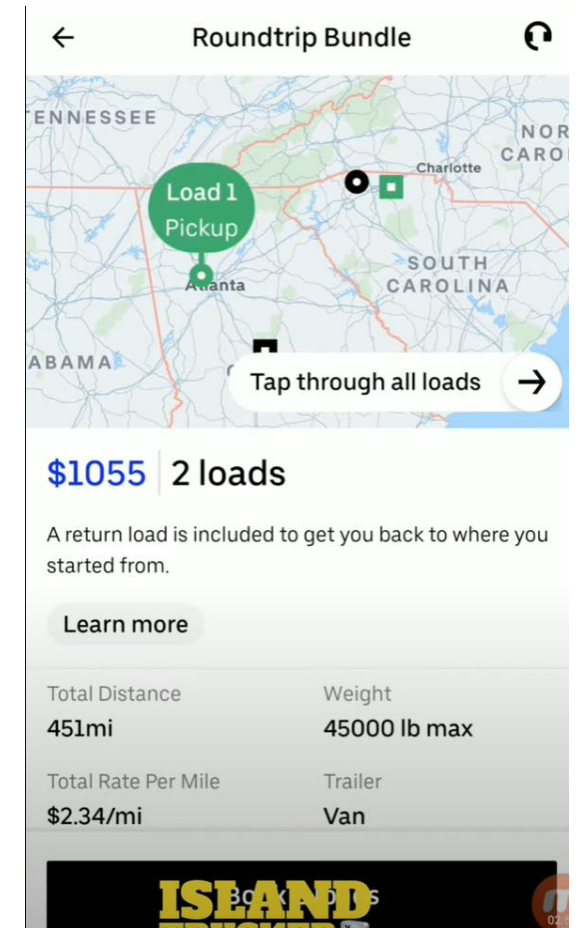 Roundtrip Bundle
TENNESSEE
NOR
CARO
Charlotte
Load 1
Pickup
SOUTH
CAROLINA
Atlanta
ABAMA
Tap through all loads
$1055 2 loads
A return load is included to get you back to where you
started from.
Learn more
Total Distance Weight
451mi 45000 lb max
Total Rate Per Mile Trailer
$2.34/mi Van
ISLAND